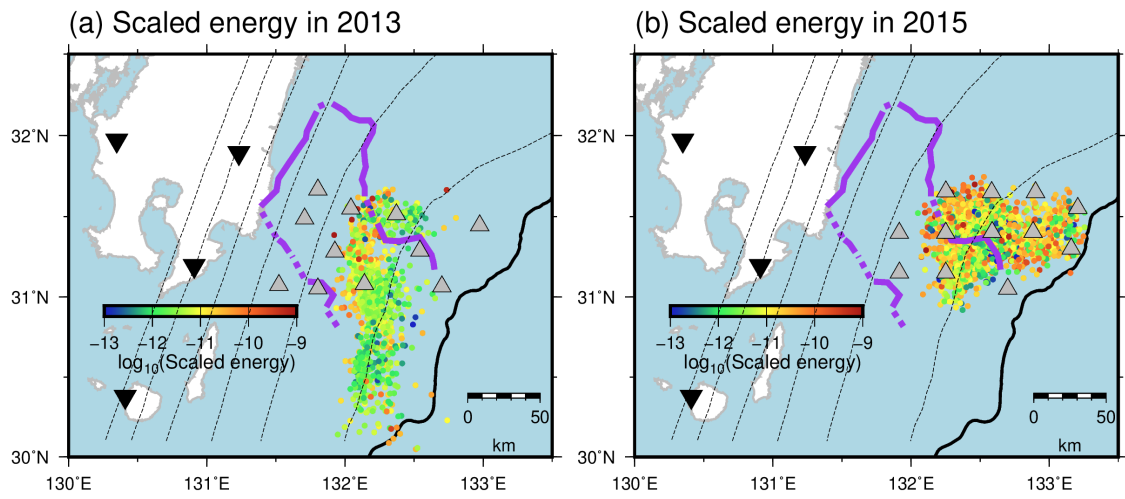 (a) Scaled energy in 2013
32°N
31°N
30°N
130°E
131°E
132°E
133°E
−13
−12
−11
−10
−9
log10(Scaled energy)
0
50
km
(b) Scaled energy in 2015
32°N
31°N
30°N
130°E
131°E
132°E
133°E
−13
−12
−11
−10
−9
log10(Scaled energy)
0
50
km